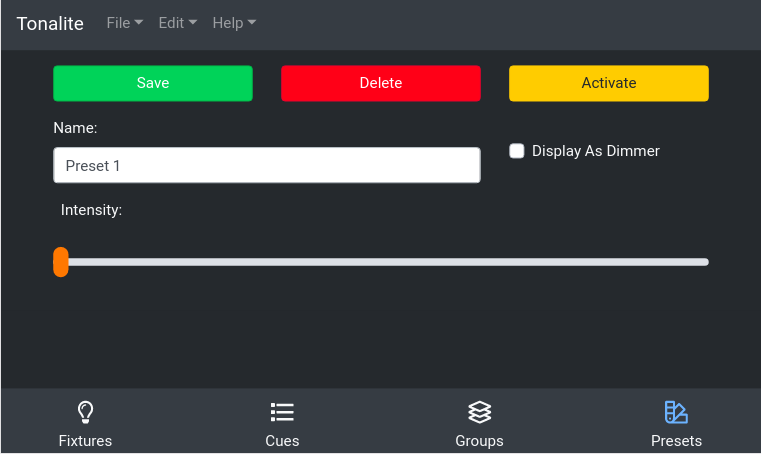 Tonalite File Edit Help
Save Delete Activate
Name:
Preset 1
Display As Dimmer
Intensity:
Fixtures Cues Groups Presets